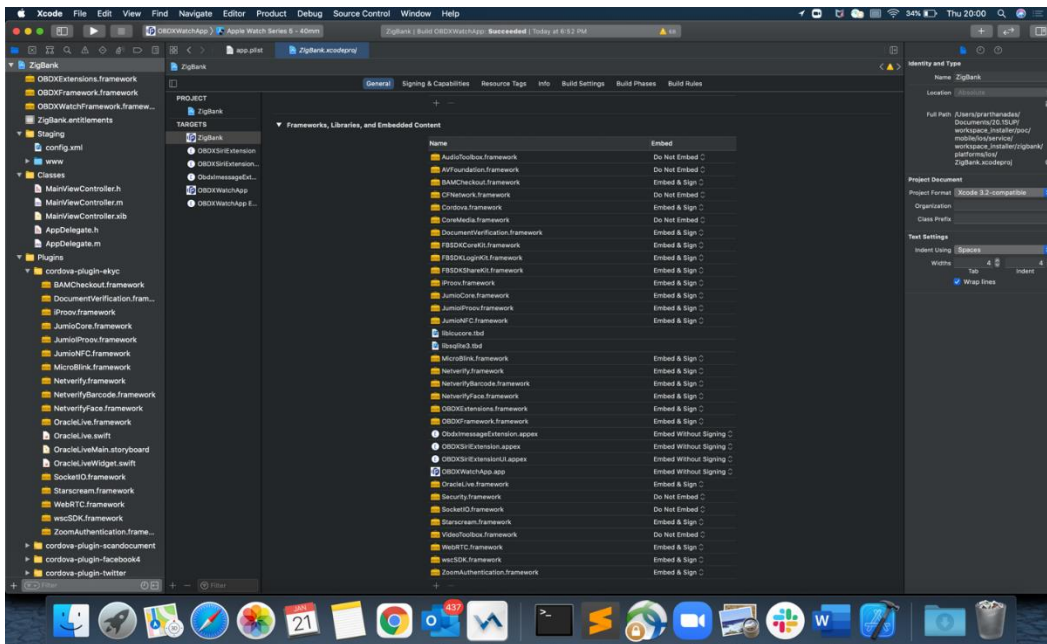 Xcode File Edit View Find Navigate Editor Product Debug Source Control Window Help
34% Thu 20:00
OBDXWatchApp Apple Watch Series 5 - 40mm
ZigBank | Build OBDXWatchApp: Succeeded | Today at 6:52 PM
app.plist
ZigBank.xcodeproj
ZigBank
OBDXExtensions.framework
OBDXFramework.framework
OBDXWatchFramework.framew...
ZigBank.entitlements
Staging
config.xml
www
Classes
MainViewController.h
MainViewController.m
MainViewController.xib
AppDelegate.h
AppDelegate.m
Plugins
cordova-plugin-ekyc
BAMCheckout.framework
DocumentVerification.fram...
iProov.framework
JumioCore.framework
JumioIProov.framework
JumioNFC.framework
MicroBlink.framework
Netverify.framework
NetverifyBarcode.framework
NetverifyFace.framework
OracleLive.framework
OracleLive.swift
OracleLiveMain.storyboard
OracleLiveWidget.swift
SocketIO.framework
Starscream.framework
WebRTC.framework
wscSDK.framework
ZoomAuthentication.frame...
cordova-plugin-scandocument
cordova-plugin-facebook4
cordova-plugin-twitter
Filter
ZigBank
General Signing & Capabilities Resource Tags Info Build Settings Build Phases Build Rules
PROJECT
ZigBank
TARGETS
ZigBank
OBDXSiriExtension
OBDXSiriExtension...
ObdxImessageExt...
OBDXWatchApp
OBDXWatchApp E...
Filter
Frameworks, Libraries, and Embedded Content
Name Embed
AudioToolbox.framework Do Not Embed
AVFoundation.framework Do Not Embed
BAMCheckout.framework Embed & Sign
CFNetwork.framework Do Not Embed
Cordova.framework Embed & Sign
CoreMedia.framework Do Not Embed
DocumentVerification.framework Embed & Sign
FBSDKCoreKit.framework Embed & Sign
FBSDKLoginKit.framework Embed & Sign
FBSDKShareKit.framework Embed & Sign
iProov.framework Embed & Sign
JumioCore.framework Embed & Sign
JumioIProov.framework Embed & Sign
JumioNFC.framework Embed & Sign
libicucore.tbd
libsqlite3.tbd
MicroBlink.framework Embed & Sign
Netverify.framework Embed & Sign
NetverifyBarcode.framework Embed & Sign
NetverifyFace.framework Embed & Sign
OBDXExtensions.framework Embed & Sign
OBDXFramework.framework Embed & Sign
ObdxImessageExtension.appex Embed Without Signing
OBDXSiriExtension.appex Embed Without Signing
OBDXSiriExtensionUI.appex Embed Without Signing
OBDXWatchApp.app Embed Without Signing
OracleLive.framework Embed & Sign
Security.framework Do Not Embed
SocketIO.framework Do Not Embed
Starscream.framework Embed & Sign
VideoToolbox.framework Do Not Embed
WebRTC.framework Embed & Sign
wscSDK.framework Embed & Sign
ZoomAuthentication.framework Embed & Sign
Identity and Type
Name ZigBank
Location Absolute
Full Path /Users/prarthanadas/
Documents/20.1SUP/
workspace_installer/poc/
mobile/ios/service/
workspace_installer/zigbank/
platforms/ios/
ZigBank.xcodeproj
Project Document
Project Format Xcode 3.2-compatible
Organization
Class Prefix
Text Settings
Indent Using Spaces
Widths 4 4
Tab Indent
Wrap lines
JAN
21
437